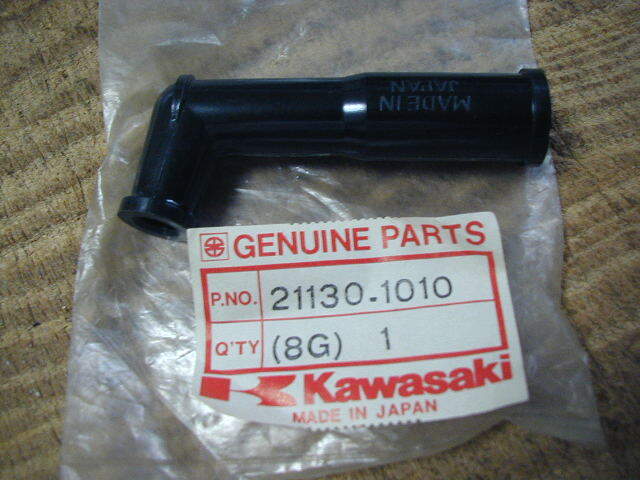 MADE IN
JAPAN
GENUINE PARTS
P.NO. 21130-1010
Q'TY (8G) 1
Kawasaki
MADE IN JAPAN